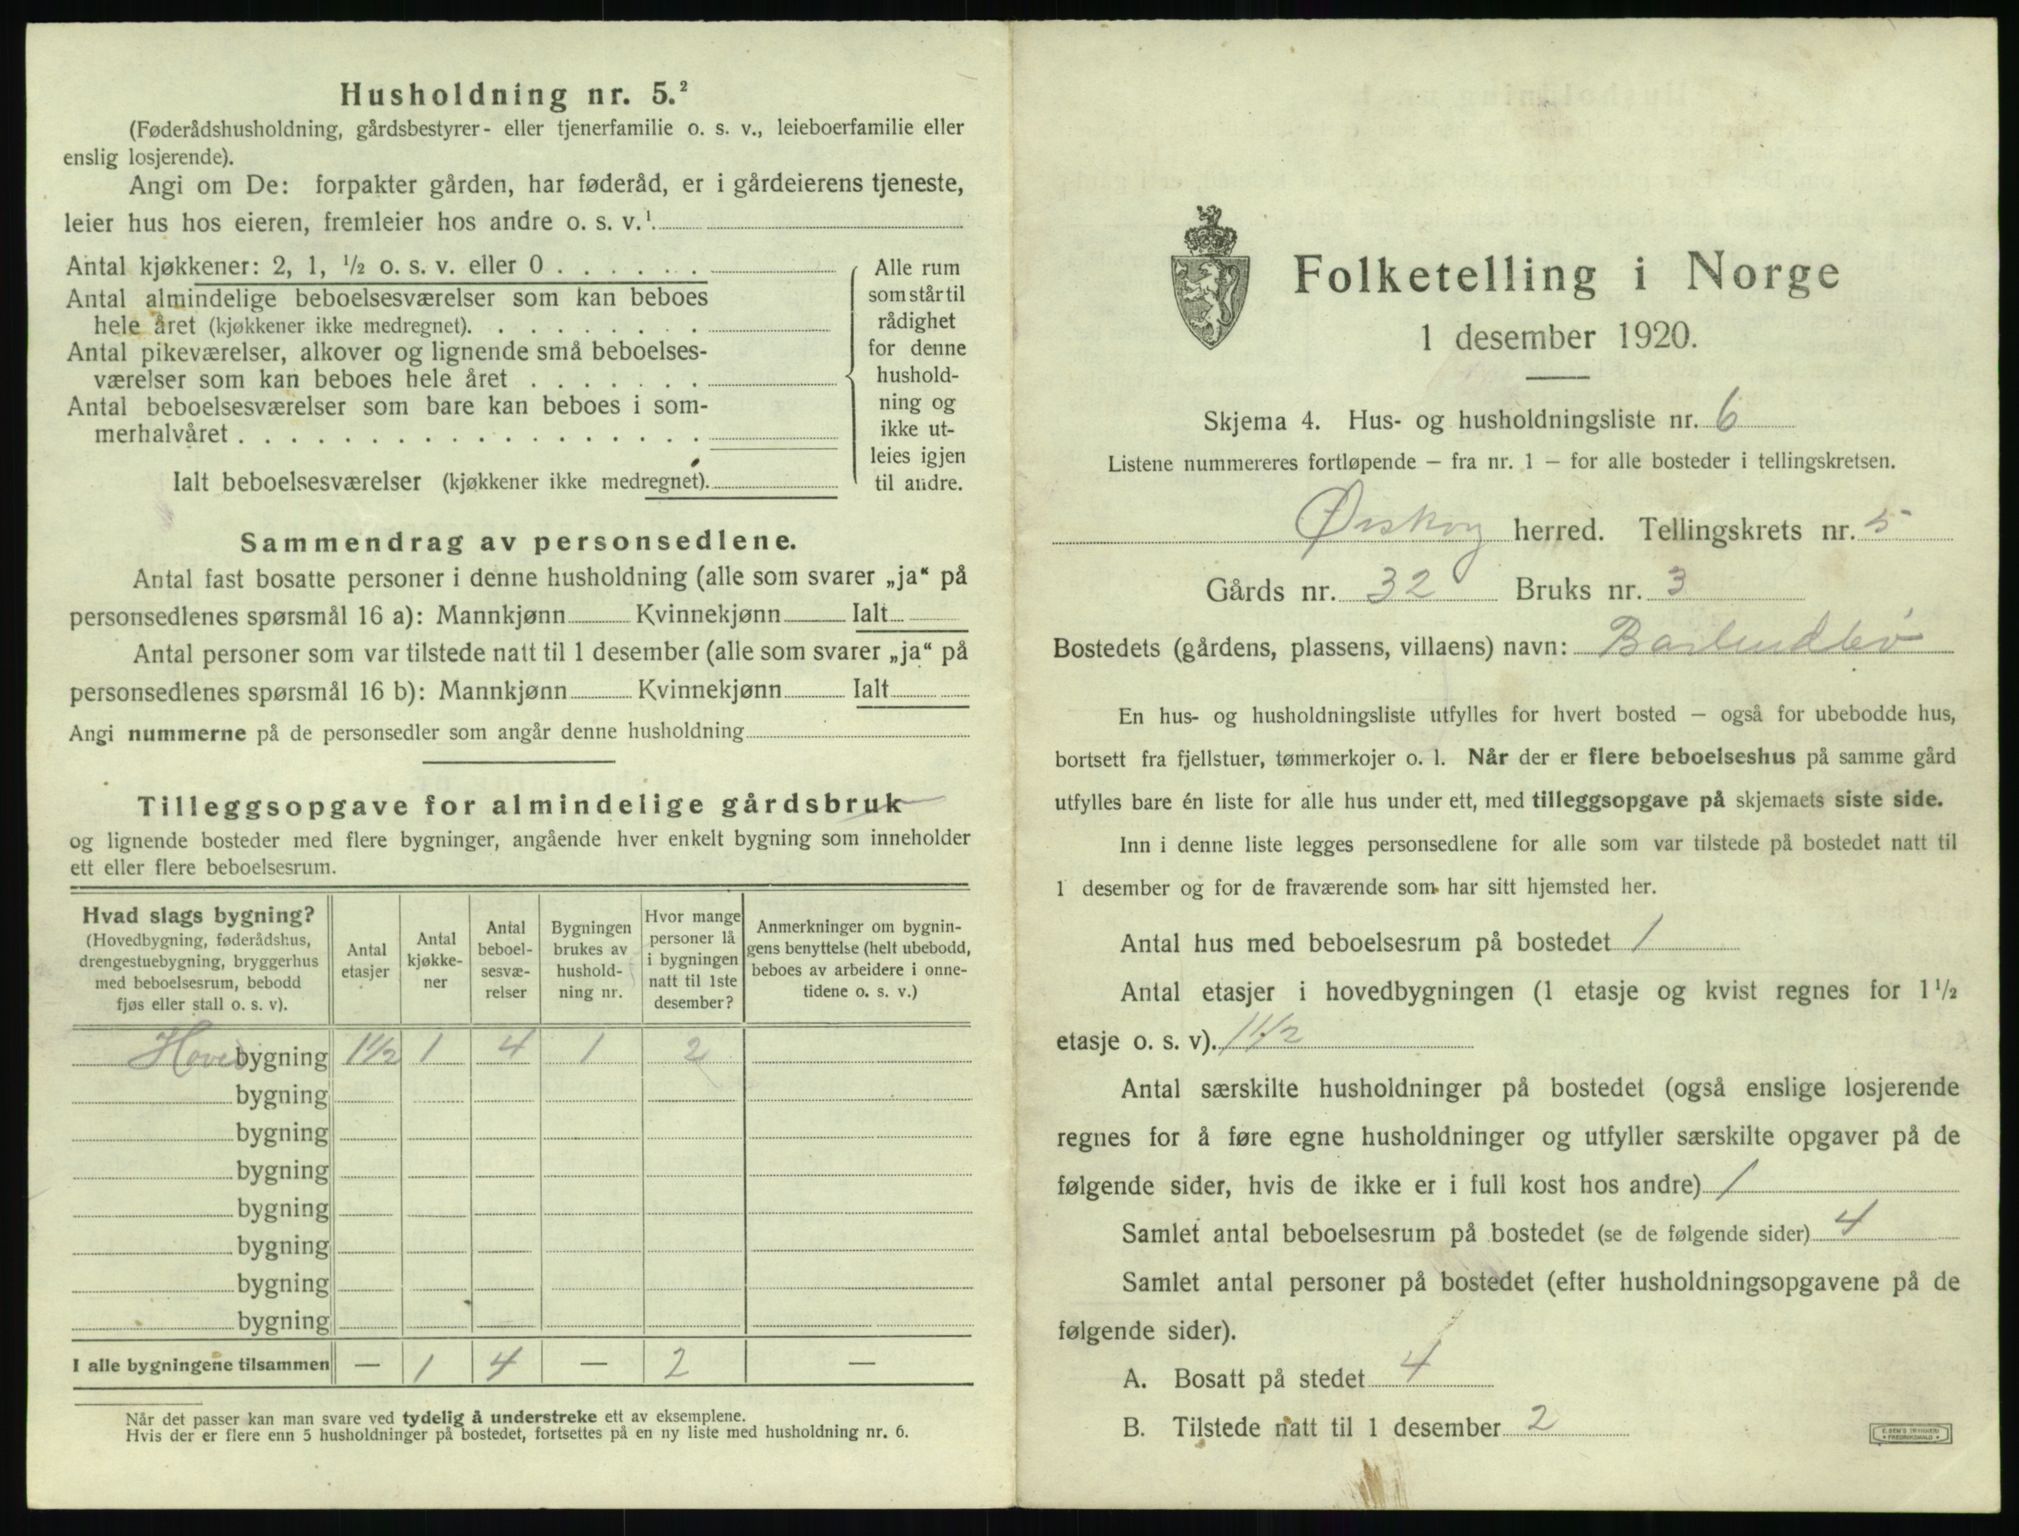 Husholdning nr. 5.²
(Føderådshusholdning, gårdsbestyrer- eller tjenerfamilie o. s. v., leieboerfamilie eller
enslig losjerende).
Angi om De: forpakter gården, har føderåd, er i gårdeierens tjeneste,
leier hus hos eieren, fremleier hos andre o. s. v.¹
Antal kjøkkener: 2, 1, ½ o. s. v. eller 0 . . . . . .
Antal almindelige beboelsesværelser som kan beboes
hele året (kjøkkener ikke medregnet). . . . . . . . .
Antal pikeværelser, alkover og lignende små beboelses-
værelser som kan beboes hele året . . . . . . .
Antal beboelsesværelser som bare kan beboes i som-
merhalvåret . . . . . . . . . . . . . . . . . .
Ialt beboelsesværelser (kjøkkener ikke medregnet).
Alle rum
som står til
rådighet
for denne
hushold-
ning og
ikke ut-
leies igjen
til andre.
Sammendrag av personsedlene.
Antal fast bosatte personer i denne husholdning (alle som svarer „ja“ på
personsedlenes spørsmål 16 a): Mannkjønn Kvinnekjønn Ialt
Antal personer som var tilstede natt til 1 desember (alle som svarer „ja“ på
personsedlenes spørsmål 16 b): Mannkjønn Kvinnekjønn Ialt
Angi nummerne på de personsedler som angår denne husholdning
Tilleggsopgave for almindelige gårdsbruk
og lignende bosteder med flere bygninger, angående hver enkelt bygning som inneholder
ett eller flere beboelsesrum.
Hvad slags bygning?
(Hovedbygning, føderådshus,
drengestuebygning, bryggerhus
med beboelsesrum, bebodd
fjøs eller stall o. s. v).
Antal
etasjer
Antal
kjøkke-
ner
Antal
beboel-
sesvæ-
relser
Bygningen
brukes av
hushold-
ning nr.
Hvor mange
personer lå
i bygningen
natt til 1ste
desember?
Anmerkninger om bygnin-
gens benyttelse (helt ubebodd,
beboes av arbeidere i onne-
tidene o. s. v.)
Hovedbygning 1½ 1 4 1 2
bygning
bygning
bygning
bygning
bygning
bygning
bygning
I alle bygningene tilsammen — 1 4 — 2 —
Når det passer kan man svare ved tydelig å understreke ett av eksemplene.
Hvis der er flere enn 5 husholdninger på bostedet, fortsettes på en ny liste med husholdning nr. 6.
Folketelling i Norge
1 desember 1920.
Skjema 4. Hus- og husholdningsliste nr. 6
Listene nummereres fortløpende – fra nr. 1 – for alle bosteder i tellingskretsen.
Ørskog herred. Tellingskrets nr. 5
Gårds nr. 32 Bruks nr. 3
Bostedets (gårdens, plassens, villaens) navn:
En hus- og husholdningsliste utfylles for hvert bosted – også for ubebodde hus,
bortsett fra fjellstuer, tømmerkojer o. l. Når der er flere beboelseshus på samme gård
utfylles bare én liste for alle hus under ett, med tilleggsopgave på skjemaets siste side.
Inn i denne liste legges personsedlene for alle som var tilstede på bostedet natt til
1 desember og for de fraværende som har sitt hjemsted her.
Antal hus med beboelsesrum på bostedet 1
Antal etasjer i hovedbygningen (1 etasje og kvist regnes for 1½
etasje o. s. v). 1½
Antal særskilte husholdninger på bostedet (også enslige losjerende
regnes for å føre egne husholdninger og utfyller særskilte opgaver på de
følgende sider, hvis de ikke er i full kost hos andre) 1
Samlet antal beboelsesrum på bostedet (se de følgende sider) 4
Samlet antal personer på bostedet (efter husholdningsopgavene på de
følgende sider).
A. Bosatt på stedet 4
B. Tilstede natt til 1 desember 2